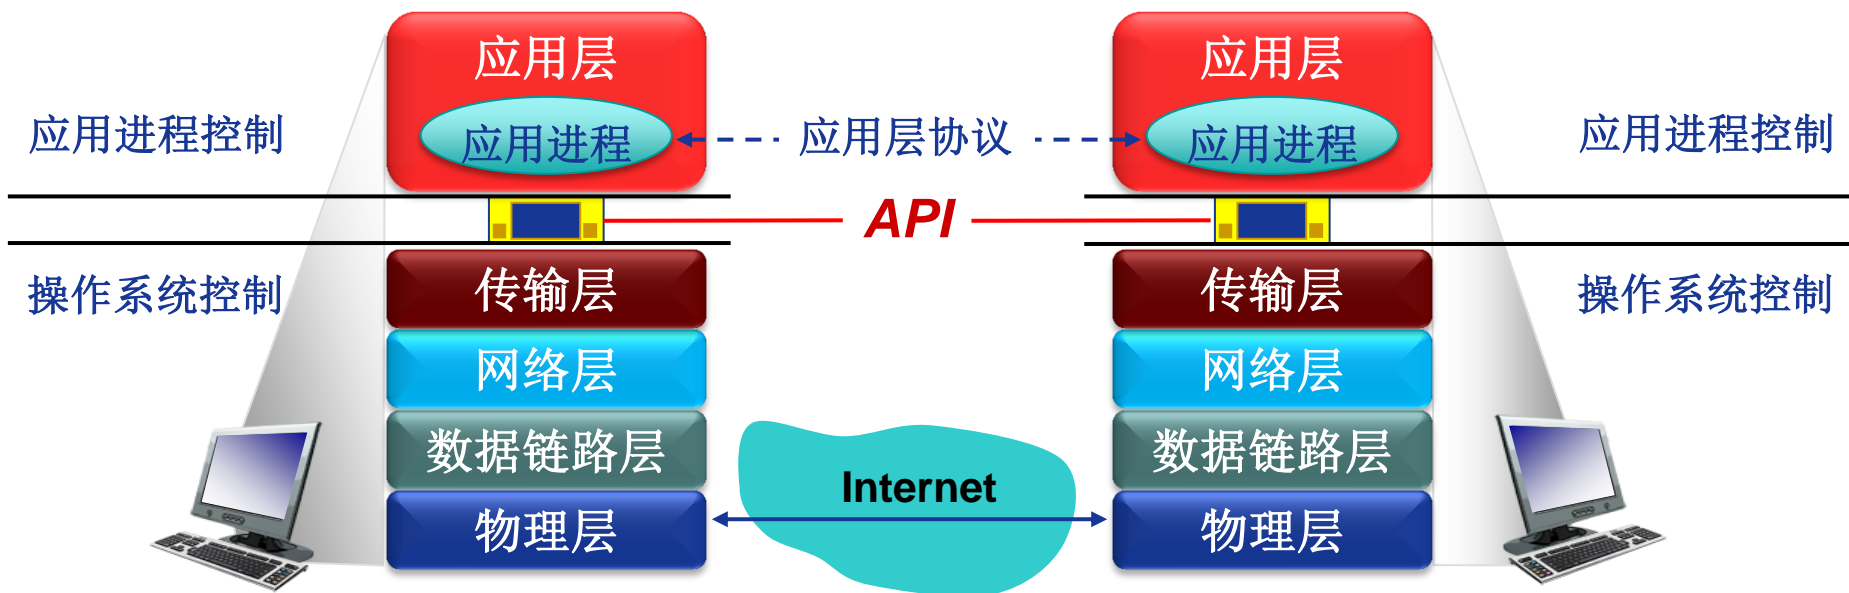 应用层
应用层
应用进程控制
应用进程
应用层协议
应用进程
应用进程控制
API
操作系统控制
传输层
传输层
操作系统控制
网络层
网络层
数据链路层
数据链路层
Internet
物理层
物理层